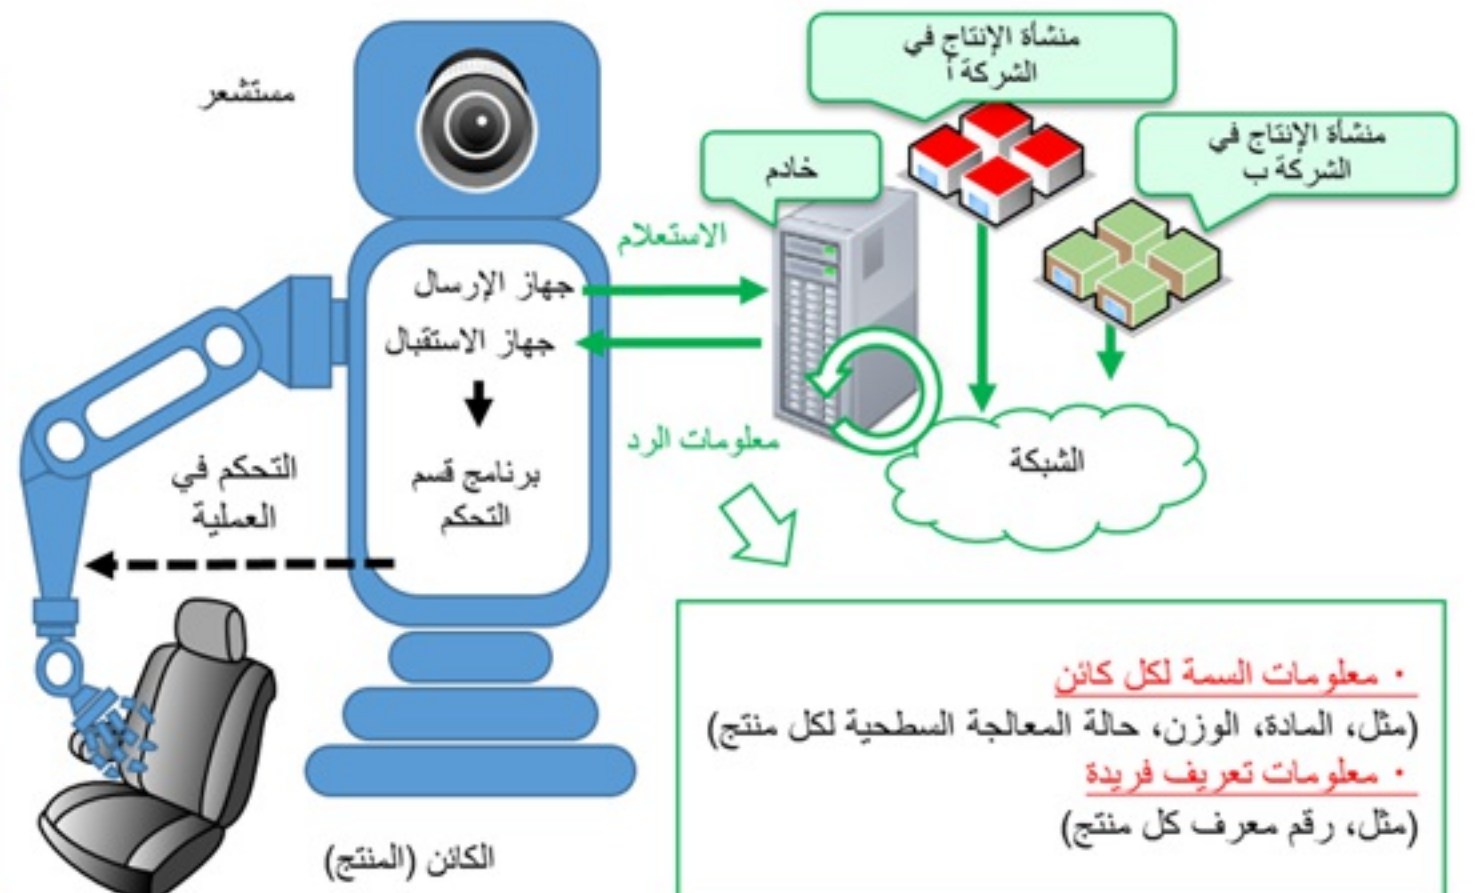 منشأة الإنتاج في
الشركة أ
منشأة الإنتاج في
الشركة ب
خادم
مستشعر
الاستعلام
جهاز الإرسال
جهاز الاستقبال
معلومات الرد
الشبكة
برنامج قسم
التحكم
التحكم في
العملية
• معلومات السمة لكل كائن
(مثل، المادة، الوزن، حالة المعالجة السطحية لكل منتج)
• معلومات تعريف فريدة
(مثل، رقم معرف كل منتج)
الكائن (المنتج)